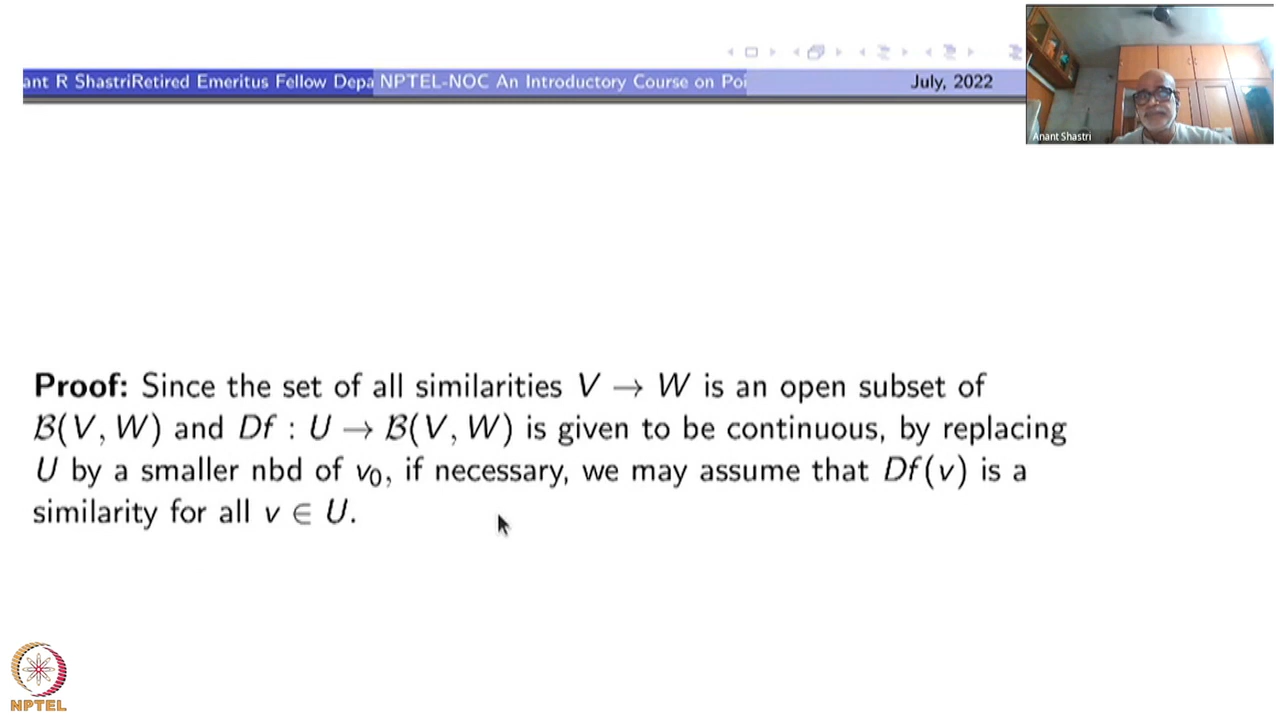 ant R ShastriRetired Emeritus Fellow Depa NPTEL-NOC An Introductory Course on Poi July, 2022
Anant Shastri
Proof: Since the set of all similarities V → W is an open subset of
ℬ(V, W) and Df : U → ℬ(V, W) is given to be continuous, by replacing
U by a smaller nbd of v₀, if necessary, we may assume that Df(v) is a
similarity for all v ∈ U.
NPTEL